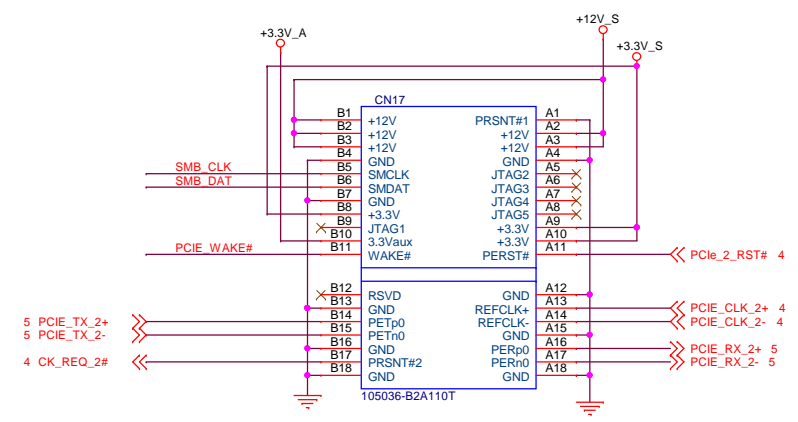 +12V_S
+3.3V_A
+3.3V_S
CN17
B1 +12V PRSNT#1 A1
B2 +12V +12V A2
B3 +12V +12V A3
B4 GND GND A4
SMB_CLK B5 SMCLK JTAG2 A5
SMB_DAT B6 SMDAT JTAG3 A6
B7 GND JTAG4 A7
B8 +3.3V JTAG5 A8
B9 JTAG1 +3.3V A9
B10 3.3Vaux +3.3V A10
PCIE_WAKE# B11 WAKE# PERST# A11 PCIe_2_RST# 4
B12 RSVD GND A12
B13 GND REFCLK+ A13 PCIE_CLK_2+ 4
5 PCIE_TX_2+ B14 PETp0 REFCLK- A14 PCIE_CLK_2- 4
5 PCIE_TX_2- B15 PETn0 GND A15
B16 GND PERp0 A16 PCIE_RX_2+ 5
4 CK_REQ_2# B17 PRSNT#2 PERn0 A17 PCIE_RX_2- 5
B18 GND GND A18
105036-B2A110T